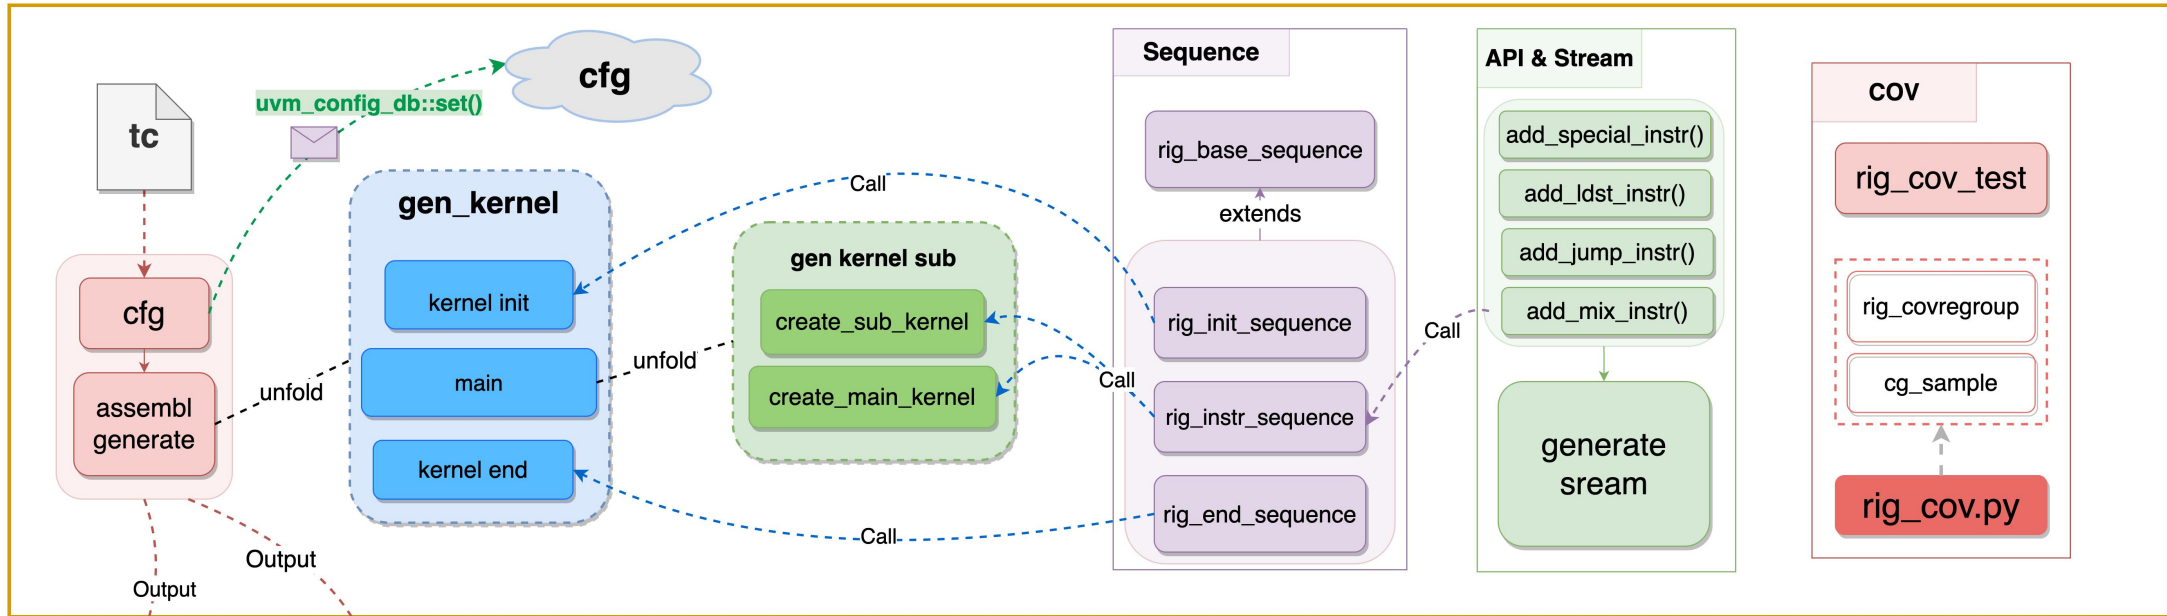 tc
uvm_config_db::set()
cfg
cfg
assembl
generate
unfold
Output
Output
gen_kernel
kernel init
main
kernel end
unfold
gen kernel sub
create_sub_kernel
create_main_kernel
Call
Call
Call
Sequence
rig_base_sequence
extends
rig_init_sequence
rig_instr_sequence
rig_end_sequence
Call
API & Stream
add_special_instr()
add_ldst_instr()
add_jump_instr()
add_mix_instr()
generate
sream
cov
rig_cov_test
rig_covregroup
cg_sample
rig_cov.py